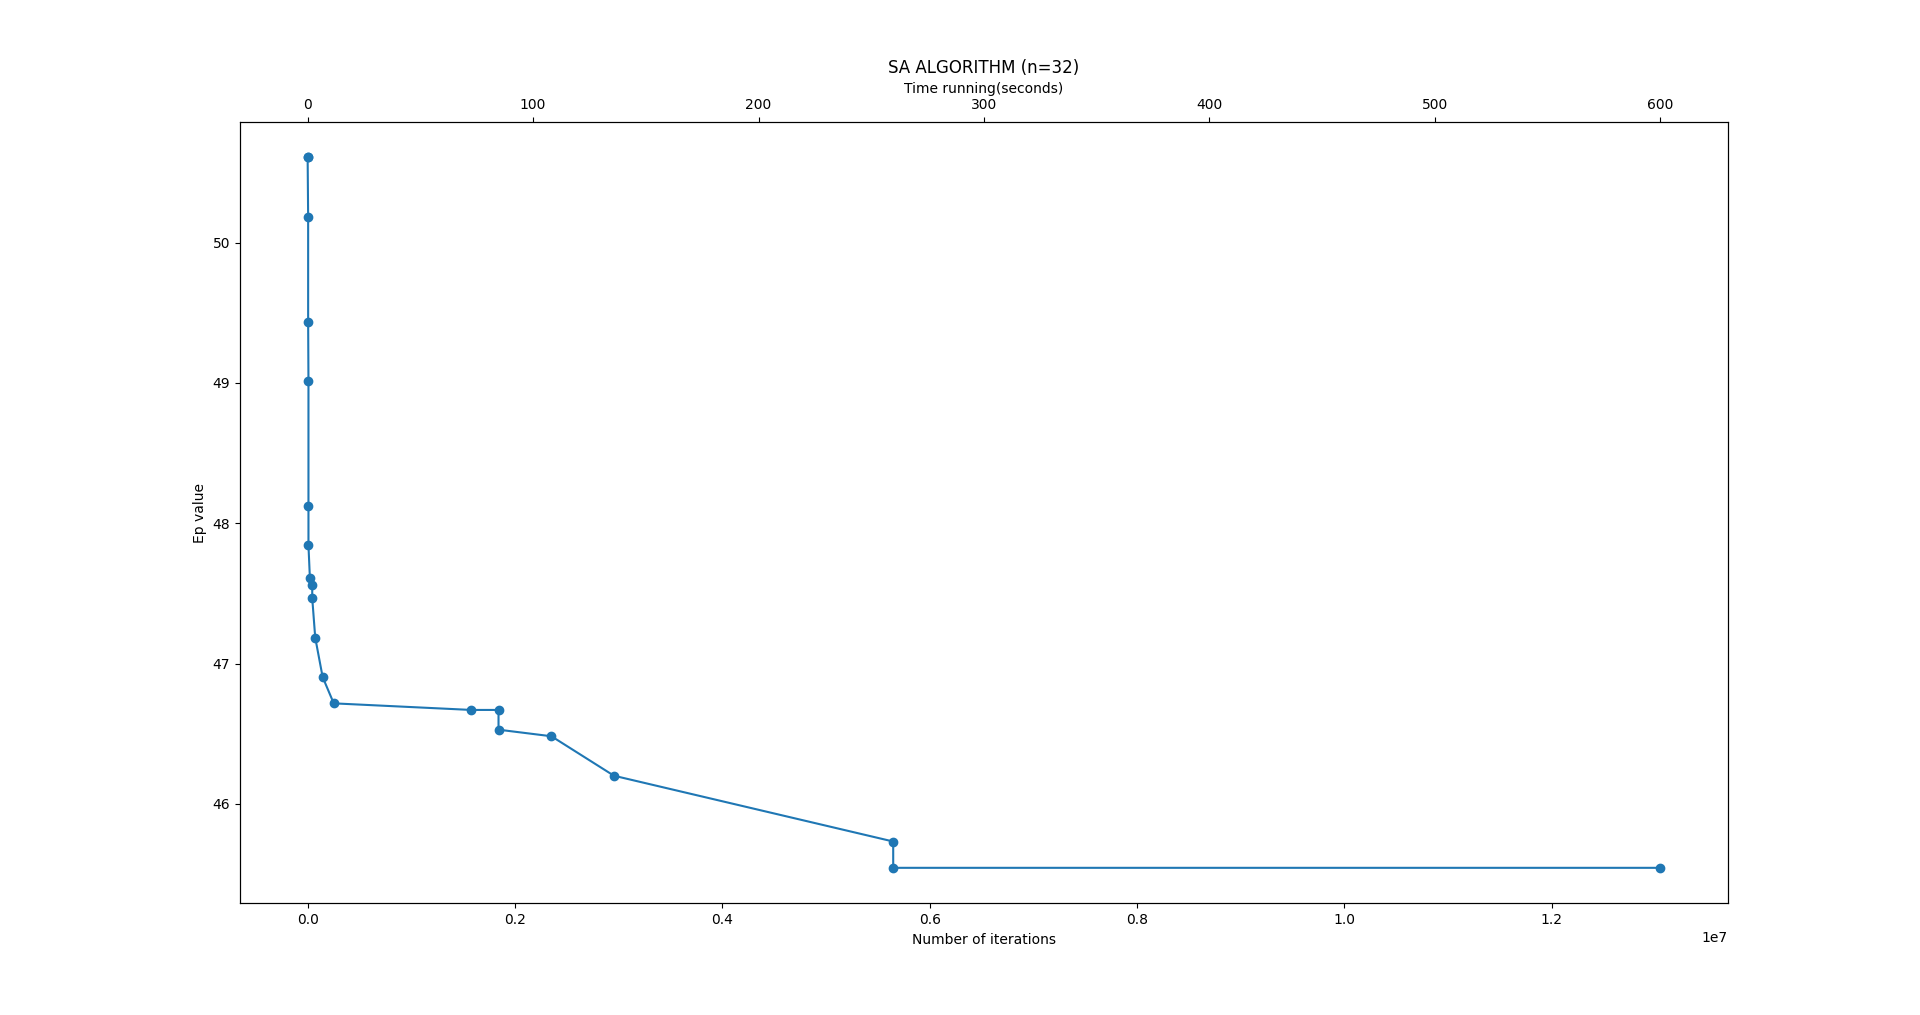 SA ALGORITHM (n=32)
Time running(seconds)
0 100 200 300 400 500 600
50
49
48
47
46
Ep value
0.0 0.2 0.4 0.6 0.8 1.0 1.2
1e7
Number of iterations